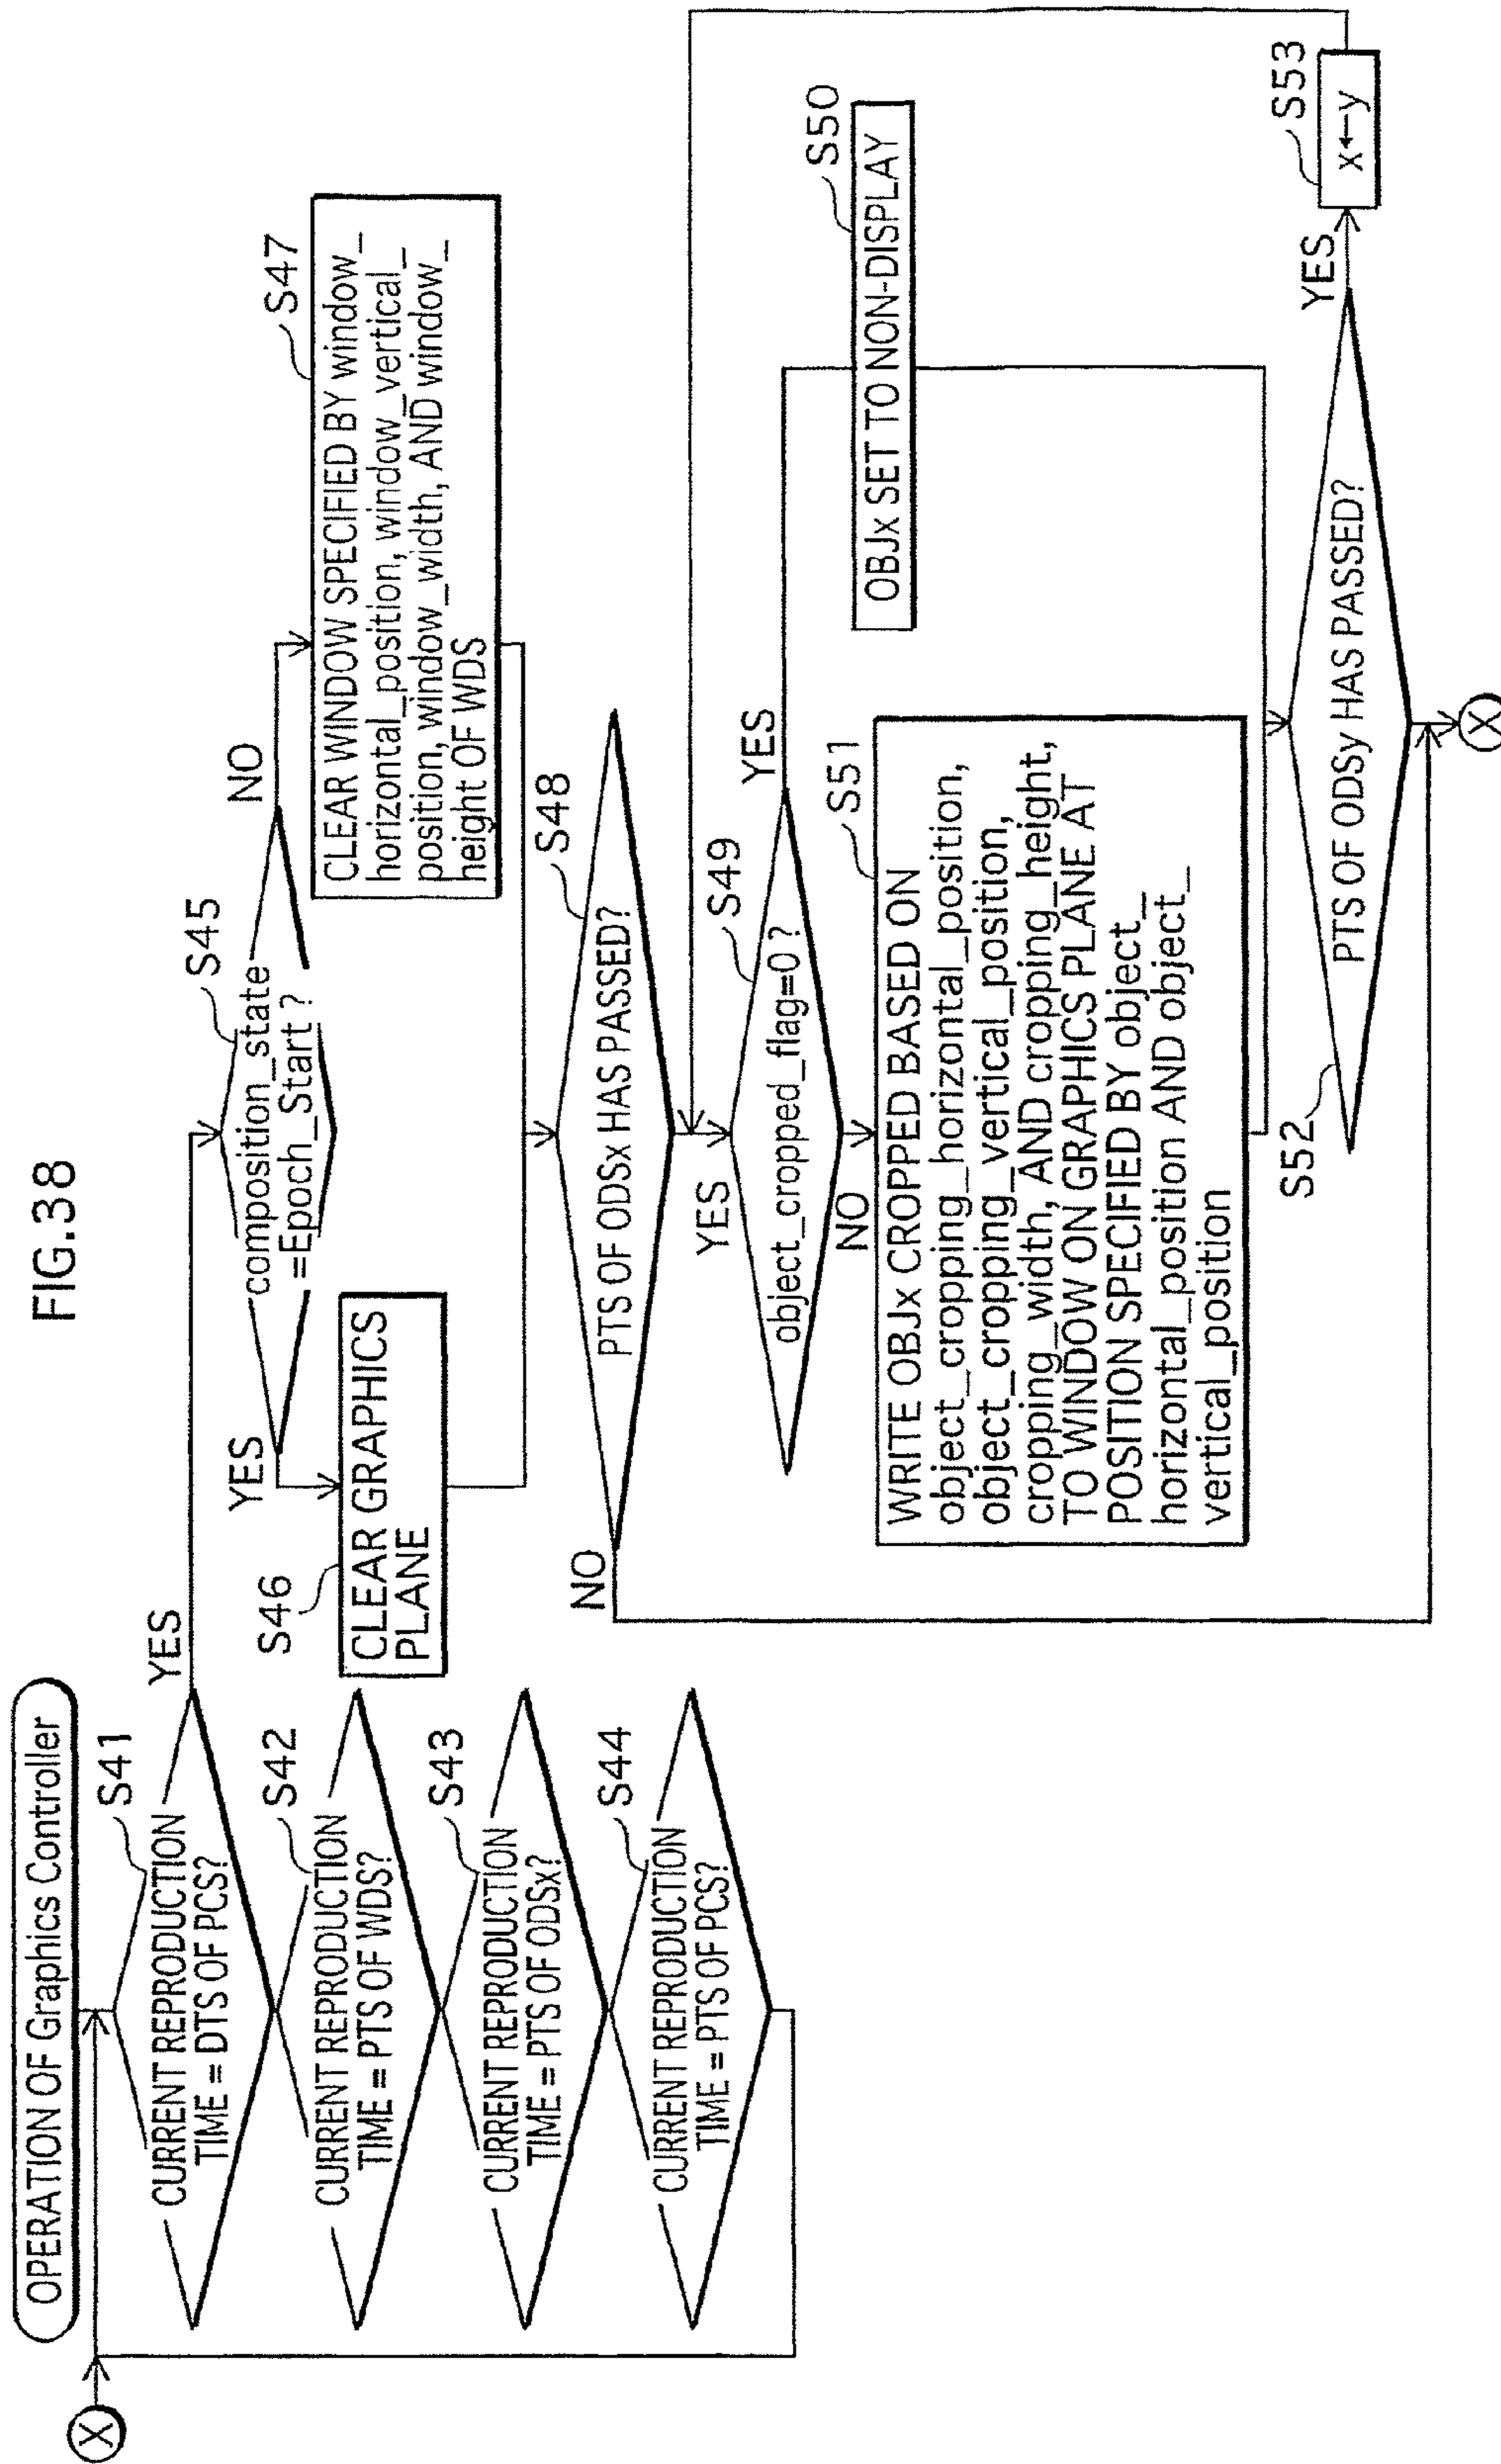 FIG.38
OPERATION OF Graphics Controller
X
S41
CURRENT REPRODUCTION
TIME = DTS OF PCS?
YES
S42
CURRENT REPRODUCTION
TIME = PTS OF WDS?
S43
CURRENT REPRODUCTION
TIME = PTS OF ODSx?
S44
CURRENT REPRODUCTION
TIME = PTS OF PCS?
S45
composition_state
=Epoch_Start ?
YES
NO
S46
CLEAR GRAPHICS
PLANE
S47
CLEAR WINDOW SPECIFIED BY window_
horizontal_position, window_vertical_
position, window_width, AND window_
height OF WDS
S48
PTS OF ODSx HAS PASSED?
NO
YES
S49
object_cropped_flag=0 ?
YES
NO
S50
OBJx SET TO NON-DISPLAY
S51
WRITE OBJx CROPPED BASED ON
object_cropping_horizontal_position,
object_cropping_vertical_position,
cropping_width, AND cropping_height,
TO WINDOW ON GRAPHICS PLANE AT
POSITION SPECIFIED BY object_
horizontal_position AND object_
vertical_position
S52
PTS OF ODSy HAS PASSED?
YES
S53
x←y
X